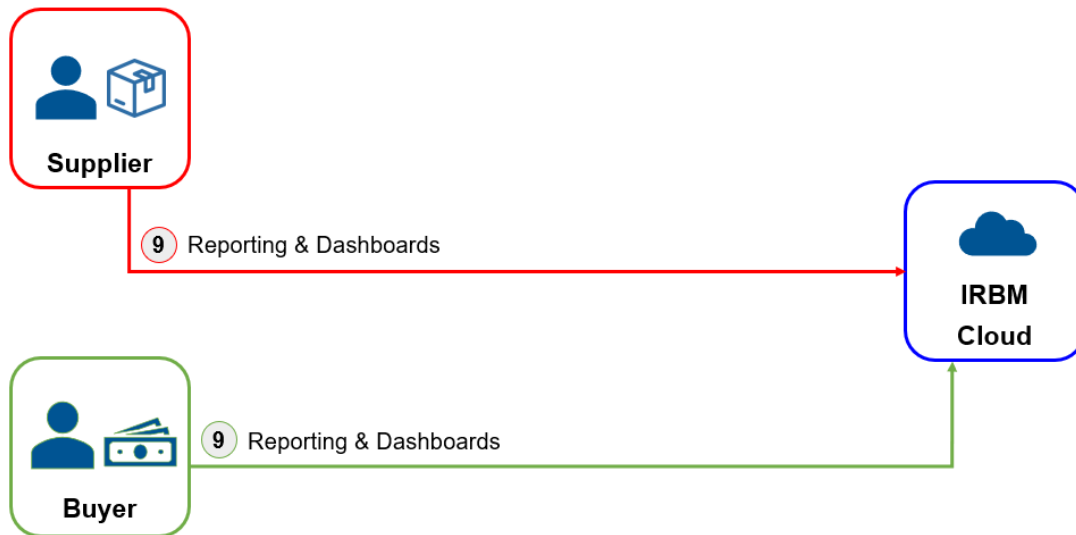 Supplier
9 Reporting & Dashboards
IRBM
Cloud
9 Reporting & Dashboards
Buyer